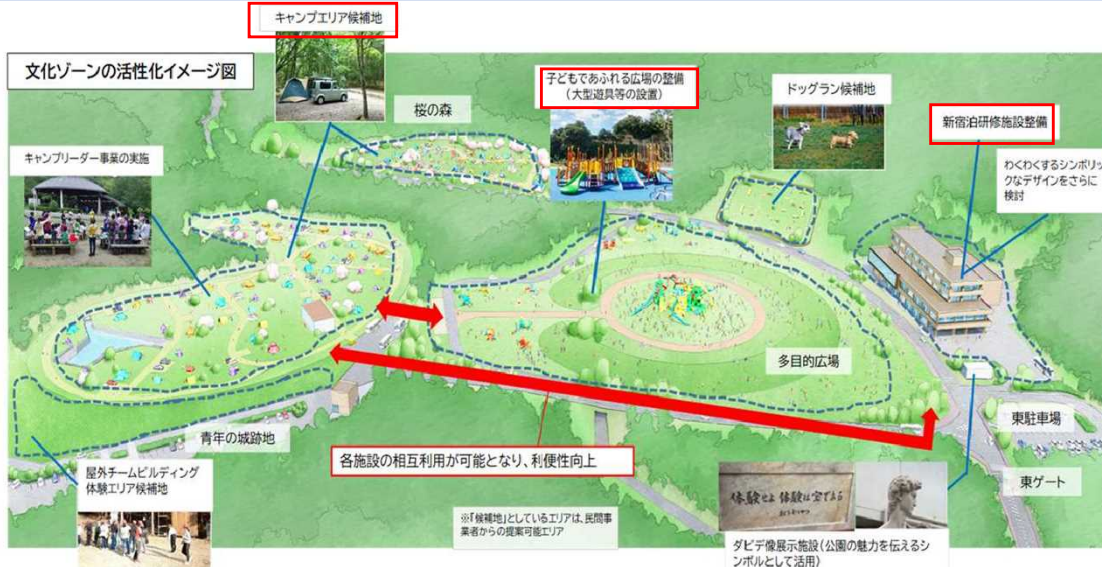 キャンプエリア候補地
文化ゾーンの活性化イメージ図
子どもであふれる広場の整備
（大型遊具等の設置）
ドッグラン候補地
桜の森
新宿泊研修施設整備
キャンプリーダー事業の実施
わくわくするシンボリッ
クなデザインをさらに
検討
多目的広場
青年の城跡地
東駐車場
各施設の相互利用が可能となり、利便性向上
屋外チームビルディング
体験エリア候補地
東ゲート
体験せよ 体験は宝である
※「候補地」としているエリアは、民間事
業者からの提案可能エリア
ダビデ像展示施設（公園の魅力を伝えるシ
ンボルとして活用）